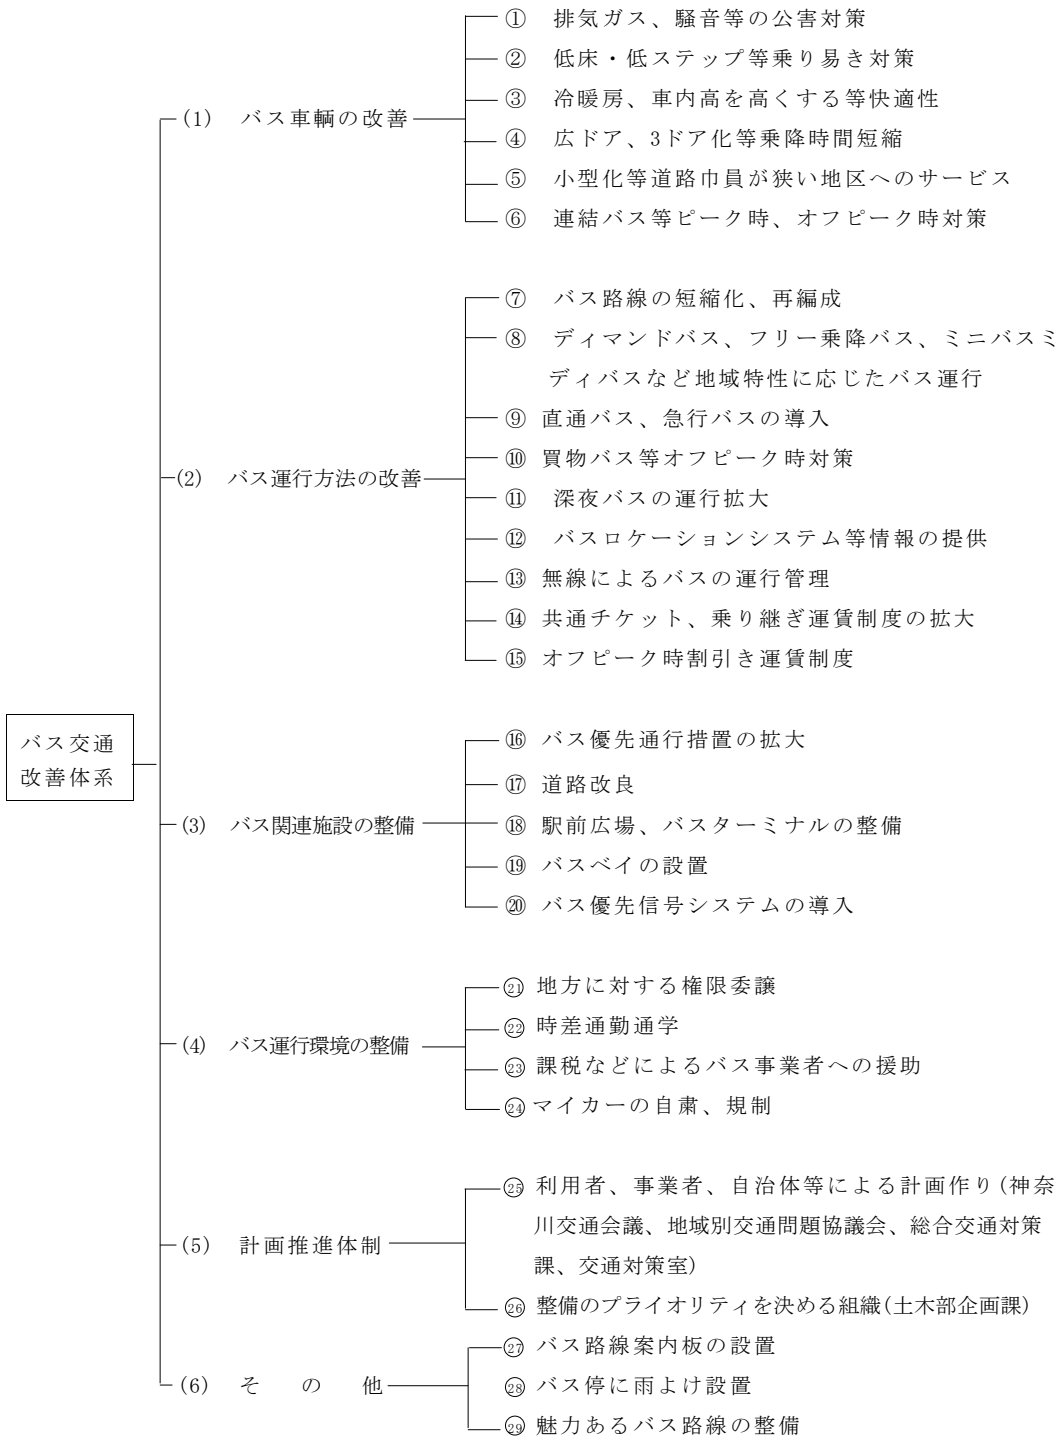 バス交通
改善体系
(1) バス車輌の改善
① 排気ガス、騒音等の公害対策
② 低床・低ステップ等乗り易き対策
③ 冷暖房、車内高を高くする等快適性
④ 広ドア、3ドア化等乗降時間短縮
⑤ 小型化等道路巾員が狭い地区へのサービス
⑥ 連結バス等ピーク時、オフピーク時対策
(2) バス運行方法の改善
⑦ バス路線の短縮化、再編成
⑧ ディマンドバス、フリー乗降バス、ミニバスミ
ディバスなど地域特性に応じたバス運行
⑨ 直通バス、急行バスの導入
⑩ 買物バス等オフピーク時対策
⑪ 深夜バスの運行拡大
⑫ バスロケーションシステム等情報の提供
⑬ 無線によるバスの運行管理
⑭ 共通チケット、乗り継ぎ運賃制度の拡大
⑮ オフピーク時割引き運賃制度
(3) バス関連施設の整備
⑯ バス優先通行措置の拡大
⑰ 道路改良
⑱ 駅前広場、バスターミナルの整備
⑲ バスベイの設置
⑳ バス優先信号システムの導入
(4) バス運行環境の整備
㉑ 地方に対する権限委譲
㉒ 時差通勤通学
㉓ 課税などによるバス事業者への援助
㉔ マイカーの自粛、規制
(5) 計画推進体制
㉕ 利用者、事業者、自治体等による計画作り(神奈
川交通会議、地域別交通問題協議会、総合交通対策
課、交通対策室)
㉖ 整備のプライオリティを決める組織(土木部企画課)
(6) そ の 他
㉗ バス路線案内板の設置
㉘ バス停に雨よけ設置
㉙ 魅力あるバス路線の整備